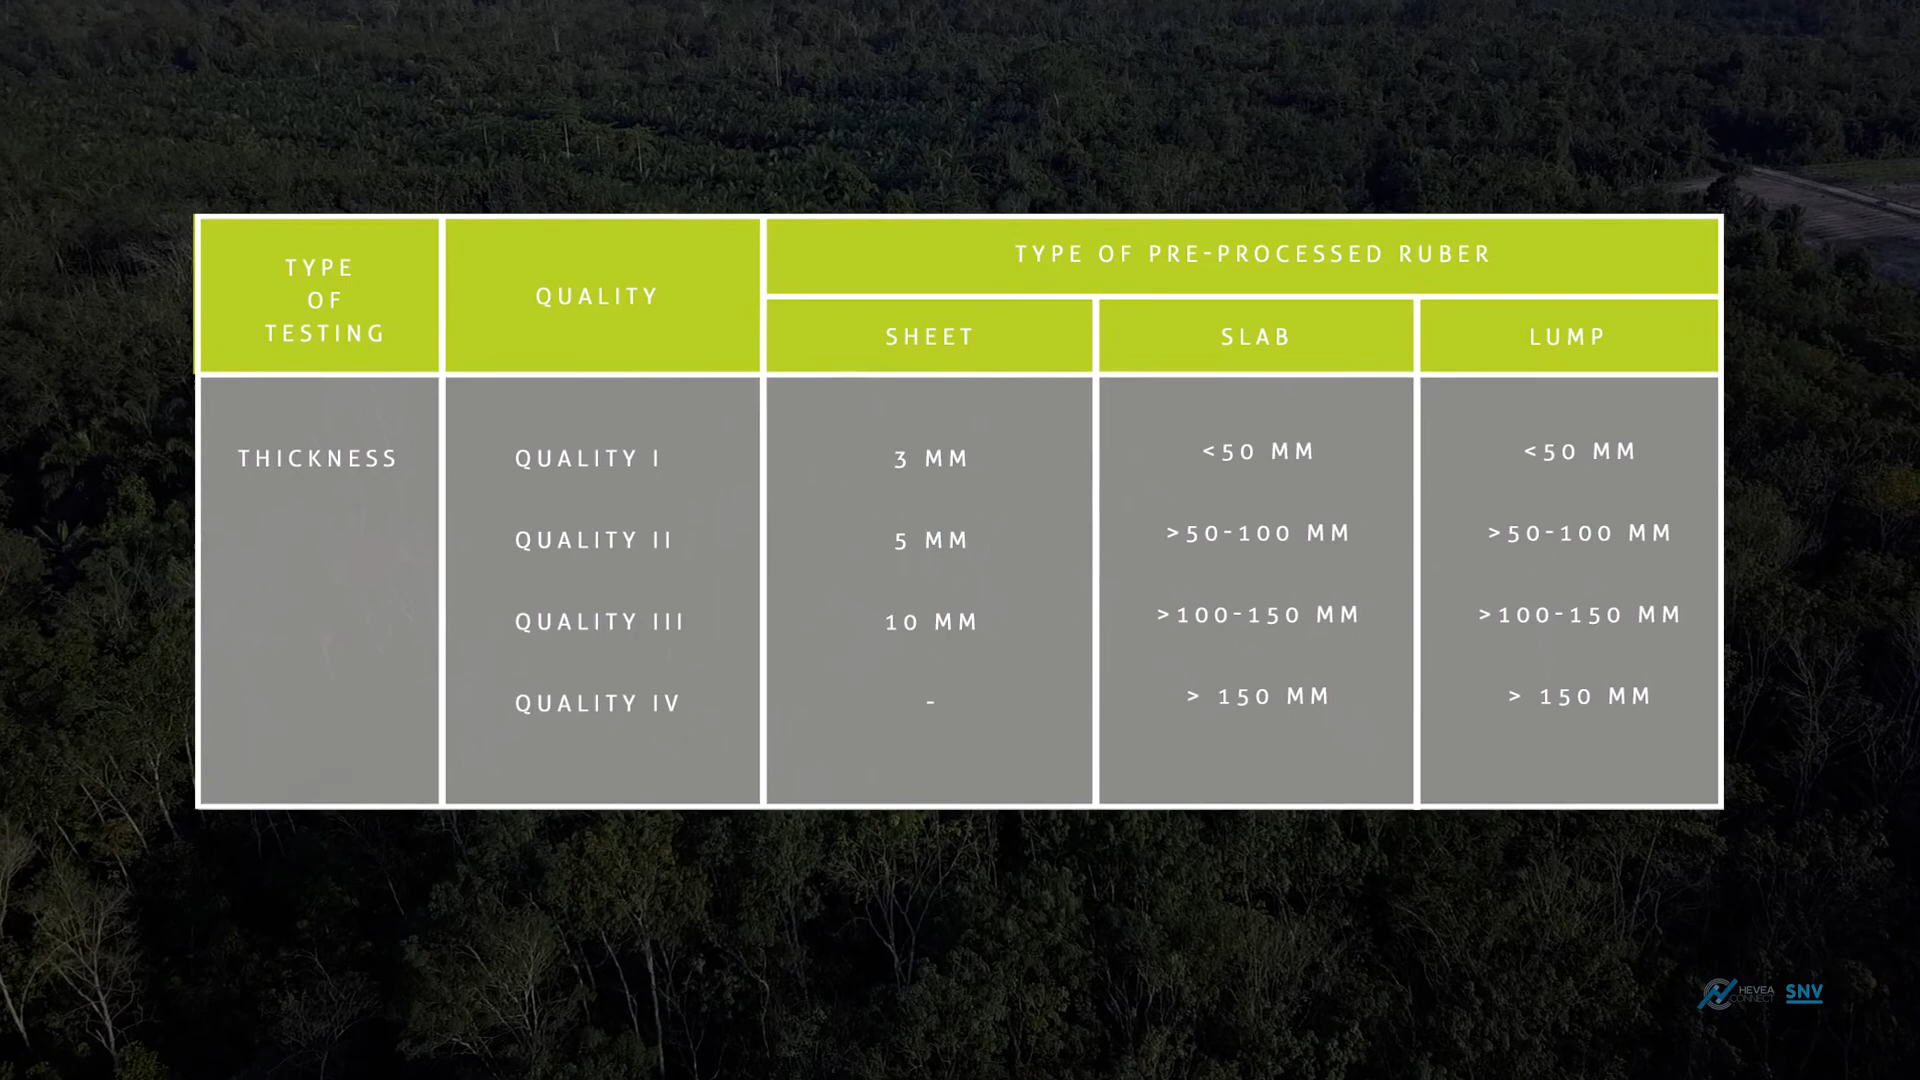 TYPE
OF
TESTING
QUALITY
TYPE OF PRE-PROCESSED RUBER
SHEET
SLAB
LUMP
THICKNESS
QUALITY I
3 MM
<50 MM
<50 MM
QUALITY II
5 MM
>50-100 MM
>50-100 MM
QUALITY III
10 MM
>100-150 MM
>100-150 MM
QUALITY IV
-
> 150 MM
> 150 MM
HEVEA
CONNECT
SNV